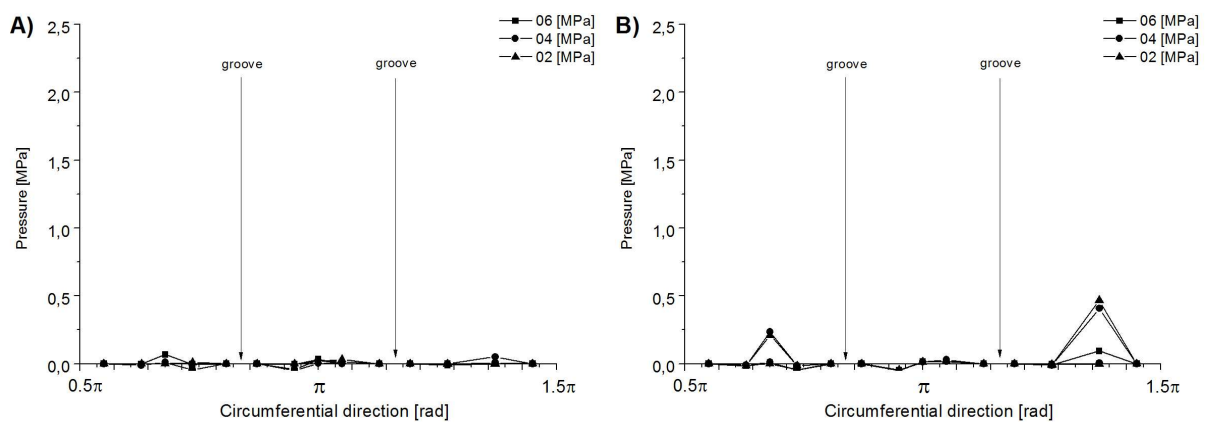 A)
06 [MPa]
04 [MPa]
02 [MPa]
groove
groove
2,5
2,0
1,5
1,0
0,5
0,0
Pressure [MPa]
0.5π
π
1.5π
Circumferential direction [rad]
B)
06 [MPa]
04 [MPa]
02 [MPa]
groove
groove
2,5
2,0
1,5
1,0
0,5
0,0
Pressure [MPa]
0.5π
π
1.5π
Circumferential direction [rad]